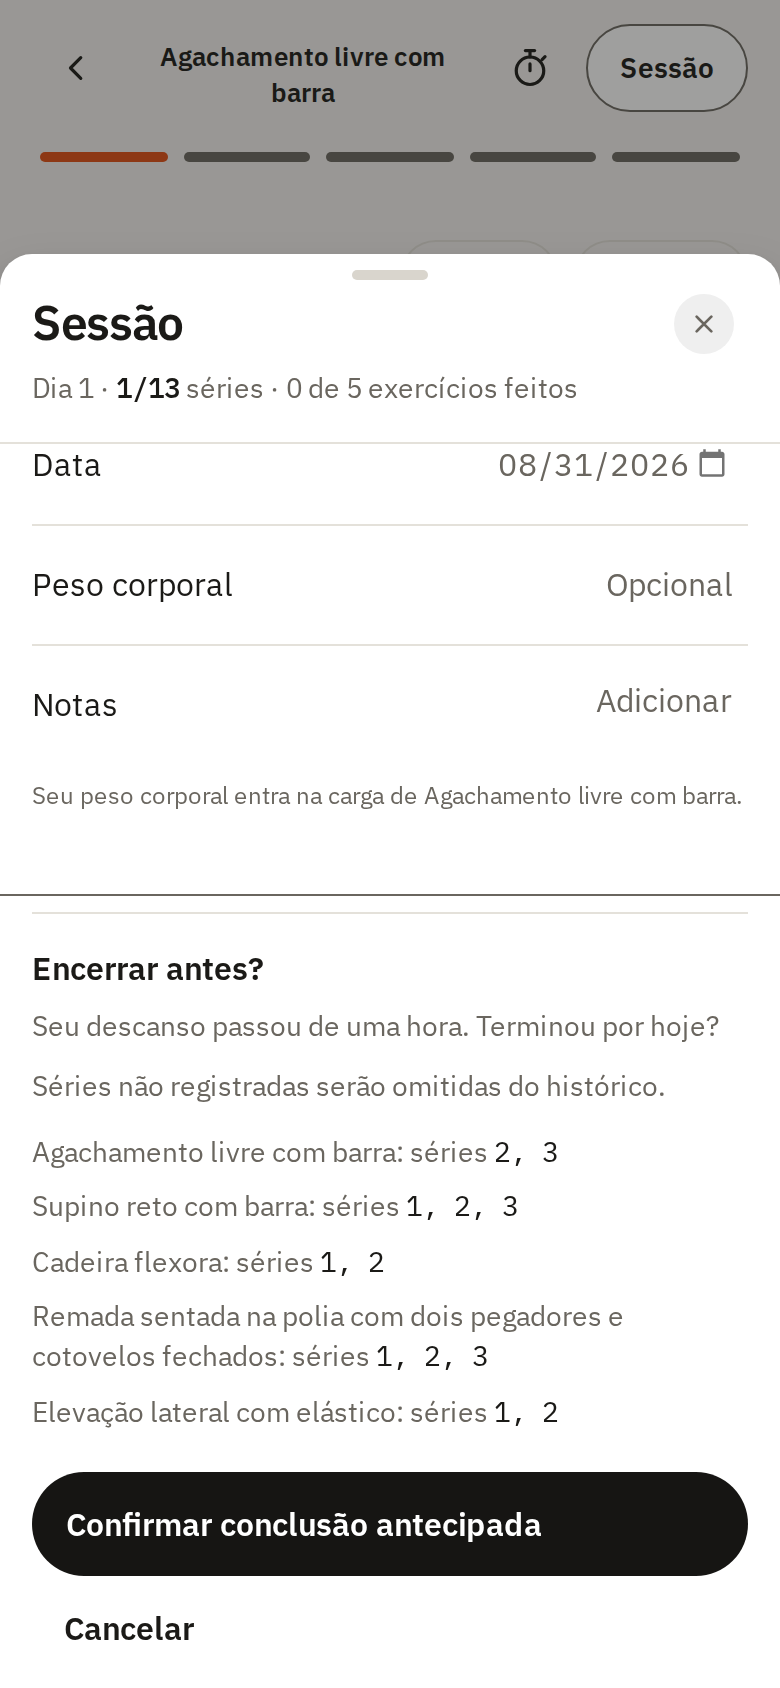 Agachamento livre com
barra
Sessão
Sessão
Dia 1 · 1/13 séries · 0 de 5 exercícios feitos
Data 08/31/2026
Peso corporal Opcional
Notas Adicionar
Seu peso corporal entra na carga de Agachamento livre com barra.
Encerrar antes?
Seu descanso passou de uma hora. Terminou por hoje?
Séries não registradas serão omitidas do histórico.
Agachamento livre com barra: séries 2, 3
Supino reto com barra: séries 1, 2, 3
Cadeira flexora: séries 1, 2
Remada sentada na polia com dois pegadores e
cotovelos fechados: séries 1, 2, 3
Elevação lateral com elástico: séries 1, 2
Confirmar conclusão antecipada
Cancelar